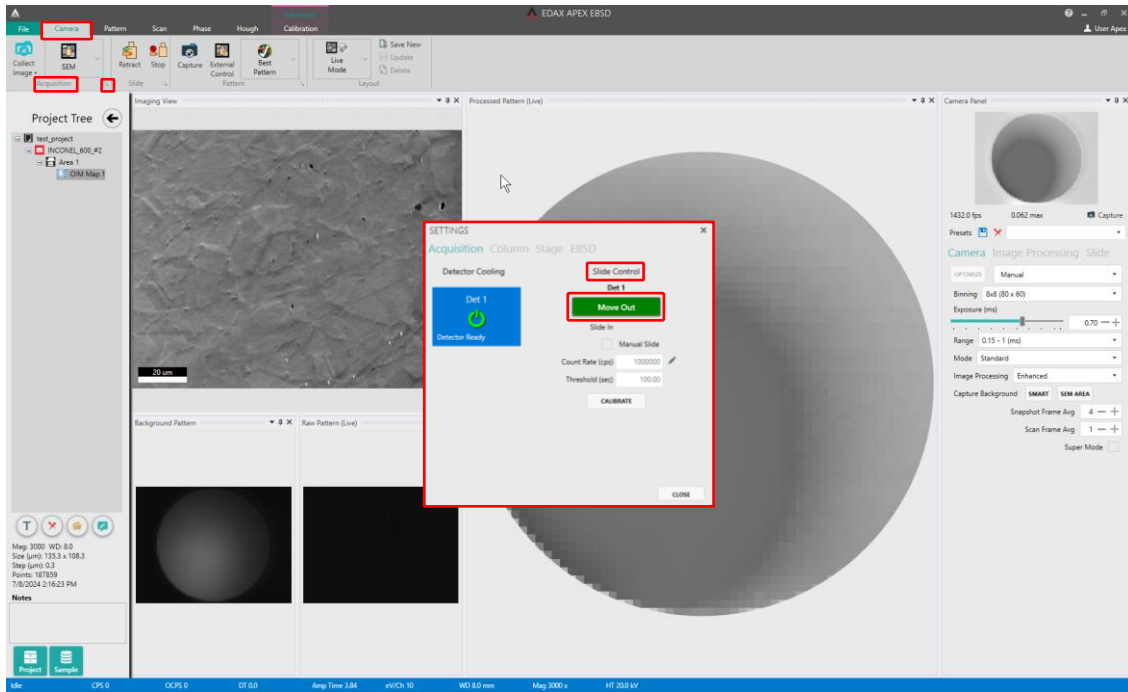 EDAX APEX EBSD
Advanced
File Camera Pattern Scan Phase Hough Calibration
User Apex
Collect Image
SEM
Retract
Stop
Capture
External Control
Best Pattern
Live Mode
Save New
Update
Delete
Acquisition
Slide
Pattern
Layout
Project Tree
test_project
INCONEL_600_#2
Area 1
OIM Map 1
T
Mag: 3000 WD: 8.0
Size (μm): 135.3 x 108.3
Step (μm): 0.3
Points: 187859
7/8/2024 2:16:23 PM
Notes
Project
Sample
Imaging View
20 um
Background Pattern
Raw Pattern (Live)
Processed Pattern (Live)
SETTINGS
Acquisition Column Stage EBSD
Detector Cooling
Det 1
Detector Ready
Slide Control
Det 1
Move Out
Slide In
Manual Slide
Count Rate (cps) 1000000
Threshold (sec) 100.00
CALIBRATE
CLOSE
Camera Panel
1432.0 fps 0.062 max Capture
Presets
Camera Image Processing Slide
OPTIMIZE Manual
Binning 8x8 (80 x 60)
Exposure (ms)
0.70
Range 0.15 - 1 (ms)
Mode Standard
Image Processing Enhanced
Capture Background SMART SEM AREA
Snapshot Frame Avg 4
Scan Frame Avg 1
Super Mode
Idle CPS 0 OCPS 0 DT 0.0 Amp Time 3.84 eV/Ch 10 WD 8.0 mm Mag 3000 x HT 20.0 kV